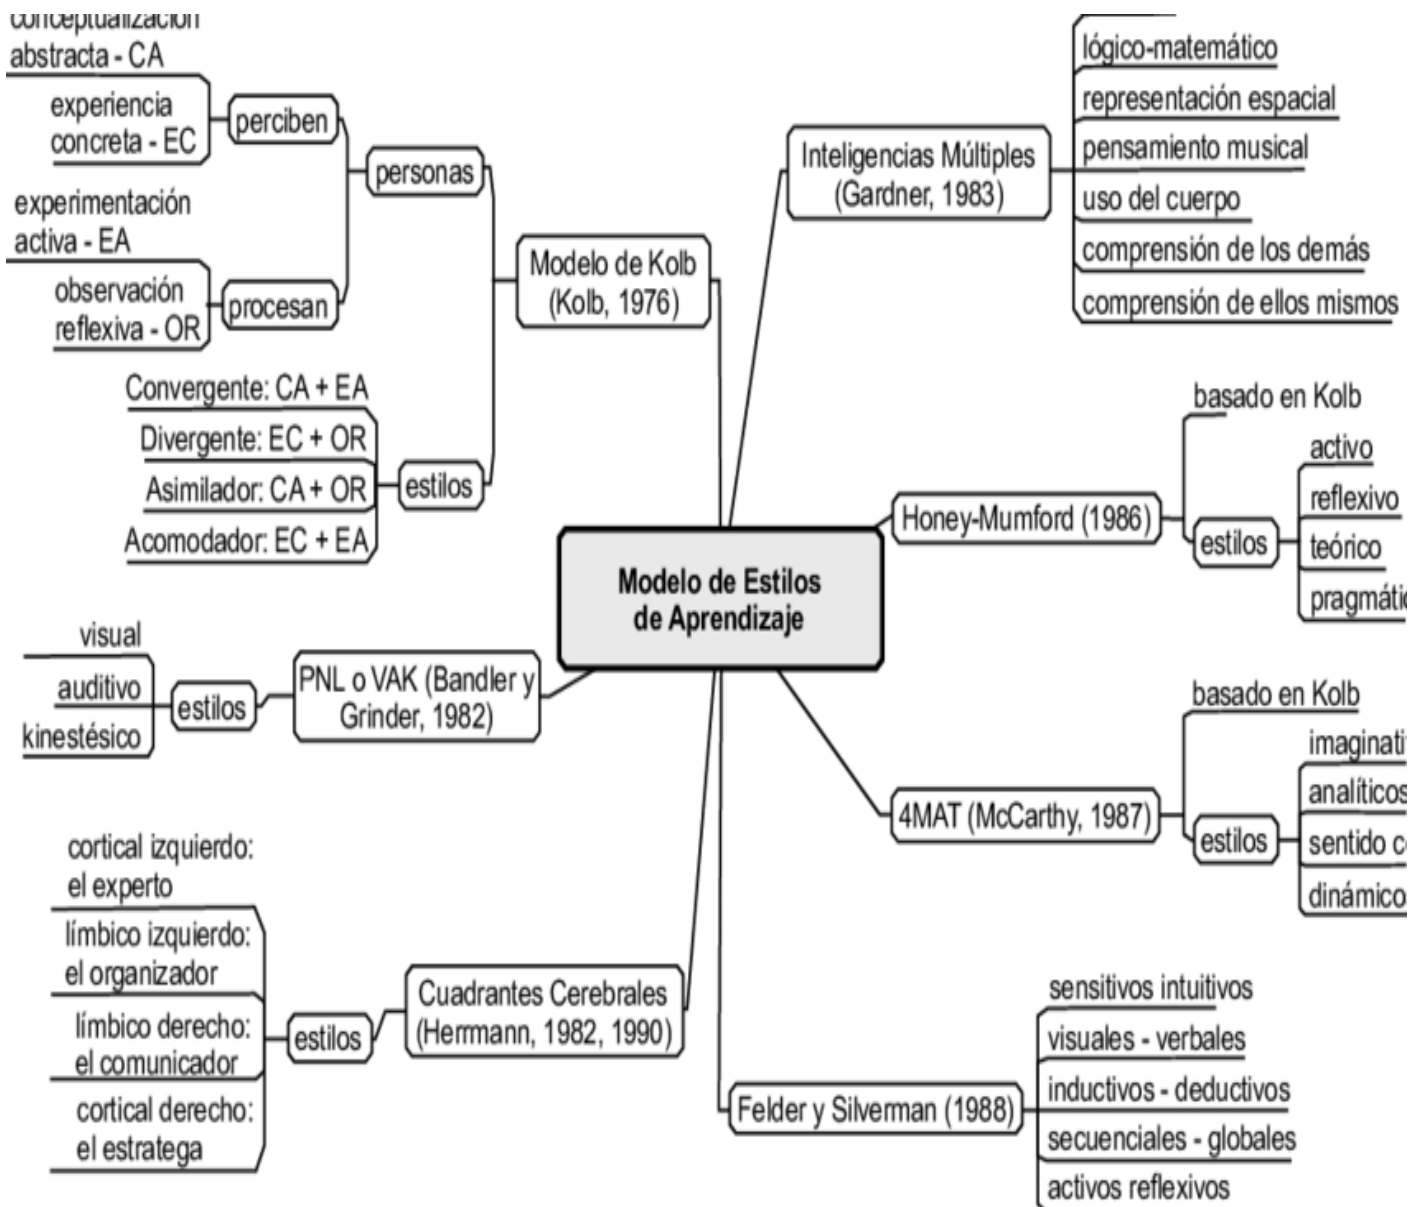 conceptualización
abstracta - CA
experiencia
concreta - EC
perciben
experimentación
activa - EA
observación
reflexiva - OR
procesan
personas
Modelo de Kolb
(Kolb, 1976)
Convergente: CA + EA
Divergente: EC + OR
Asimilador: CA + OR
Acomodador: EC + EA
estilos
visual
auditivo
kinestésico
estilos
PNL o VAK (Bandler y
Grinder, 1982)
cortical izquierdo:
el experto
límbico izquierdo:
el organizador
límbico derecho:
el comunicador
cortical derecho:
el estratega
estilos
Cuadrantes Cerebrales
(Herrmann, 1982, 1990)
Modelo de Estilos
de Aprendizaje
Inteligencias Múltiples
(Gardner, 1983)
lógico-matemático
representación espacial
pensamiento musical
uso del cuerpo
comprensión de los demás
comprensión de ellos mismos
Honey-Mumford (1986)
basado en Kolb
estilos
activo
reflexivo
teórico
pragmátic
4MAT (McCarthy, 1987)
basado en Kolb
estilos
imaginati
analíticos
sentido c
dinámico
Felder y Silverman (1988)
sensitivos intuitivos
visuales - verbales
inductivos - deductivos
secuenciales - globales
activos reflexivos